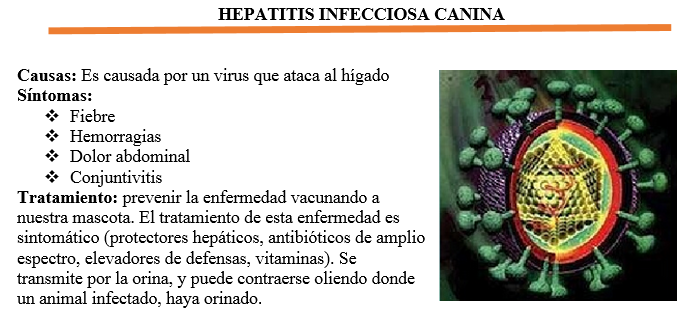 HEPATITIS INFECCIOSA CANINA
Causas: Es causada por un virus que ataca al hígado
Síntomas:
❖ Fiebre
❖ Hemorragias
❖ Dolor abdominal
❖ Conjuntivitis
Tratamiento: prevenir la enfermedad vacunando a
nuestra mascota. El tratamiento de esta enfermedad es
sintomático (protectores hepáticos, antibióticos de amplio
espectro, elevadores de defensas, vitaminas). Se
transmite por la orina, y puede contraerse oliendo donde
un animal infectado, haya orinado.